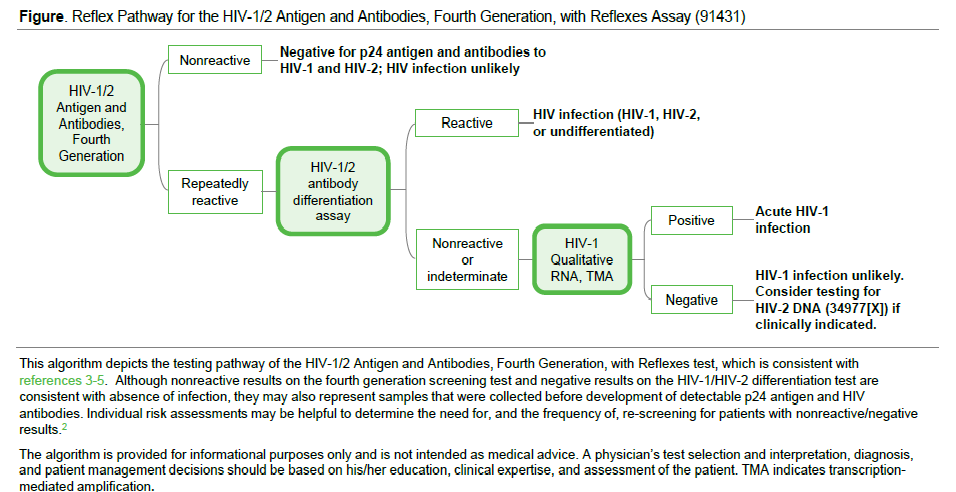 Figure. Reflex Pathway for the HIV-1/2 Antigen and Antibodies, Fourth Generation, with Reflexes Assay (91431)
HIV-1/2
Antigen and
Antibodies,
Fourth
Generation
Nonreactive
Negative for p24 antigen and antibodies to
HIV-1 and HIV-2; HIV infection unlikely
Repeatedly
reactive
HIV-1/2
antibody
differentiation
assay
Reactive
HIV infection (HIV-1, HIV-2,
or undifferentiated)
Nonreactive
or
indeterminate
HIV-1
Qualitative
RNA, TMA
Positive
Acute HIV-1
infection
Negative
HIV-1 infection unlikely.
Consider testing for
HIV-2 DNA (34977[X]) if
clinically indicated.
This algorithm depicts the testing pathway of the HIV-1/2 Antigen and Antibodies, Fourth Generation, with Reflexes test, which is consistent with
references 3-5. Although nonreactive results on the fourth generation screening test and negative results on the HIV-1/HIV-2 differentiation test are
consistent with absence of infection, they may also represent samples that were collected before development of detectable p24 antigen and HIV
antibodies. Individual risk assessments may be helpful to determine the need for, and the frequency of, re-screening for patients with nonreactive/negative
results.2
The algorithm is provided for informational purposes only and is not intended as medical advice. A physician's test selection and interpretation, diagnosis,
and patient management decisions should be based on his/her education, clinical expertise, and assessment of the patient. TMA indicates transcription-
mediated amplification.